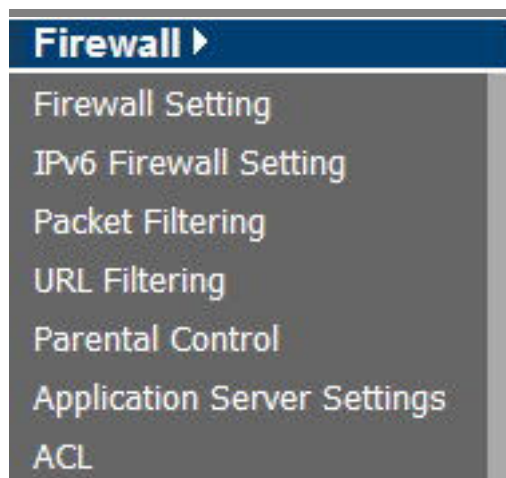 Firewall
Firewall Setting
IPv6 Firewall Setting
Packet Filtering
URL Filtering
Parental Control
Application Server Settings
ACL